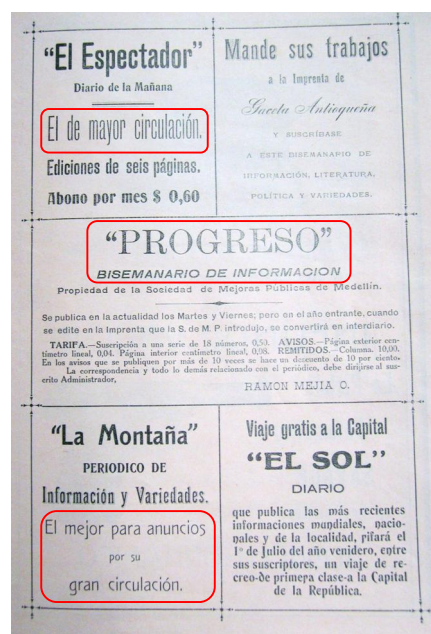 "El Espectador"
Diario de la Mañana
El de mayor circulación.
Ediciones de seis páginas.
Abono por mes $ 0,60
Mande sus trabajos
a la Imprenta de
Gaceta Antioqueña
Y SUSCRÍBASE
A ESTE BISEMANARIO DE
INFORMACIÓN, LITERATURA,
POLÍTICA Y VARIEDADES.
"PROGRESO"
BISEMANARIO DE INFORMACION
Propiedad de la Sociedad de Mejoras Públicas de Medellín.
Se publica en la actualidad los Martes y Viernes; pero en el año entrante, cuando
se edite en la Imprenta que la S. de M. P. introdujo, se convertirá en interdiario.
TARIFA.—Suscripción a una serie de 18 números, 0,50. AVISOS.—Página exterior cen-
tímetro lineal, 0,04. Página interior centímetro lineal, 0,98. REMITIDOS.—Columna. 10,00.
En los avisos que se publiquen por más de 10 veces se hace un descuento de 10 por ciento.
La correspondencia y todo lo demás relacionado con el periódico, debe dirigirse al sus-
crito Administrador,
RAMON MEJIA O.
"La Montaña"
PERIODICO DE
Información y Variedades.
El mejor para anuncios
por su
gran circulación.
Viaje gratis a la Capital
"EL SOL"
DIARIO
que publica las más recientes
informaciones mundiales, nacio-
nales y de la localidad, rifará el
1º de Julio del año venidero, entre
sus suscriptores, un viaje de re-
creo de primera clase a la Capital
de la República.